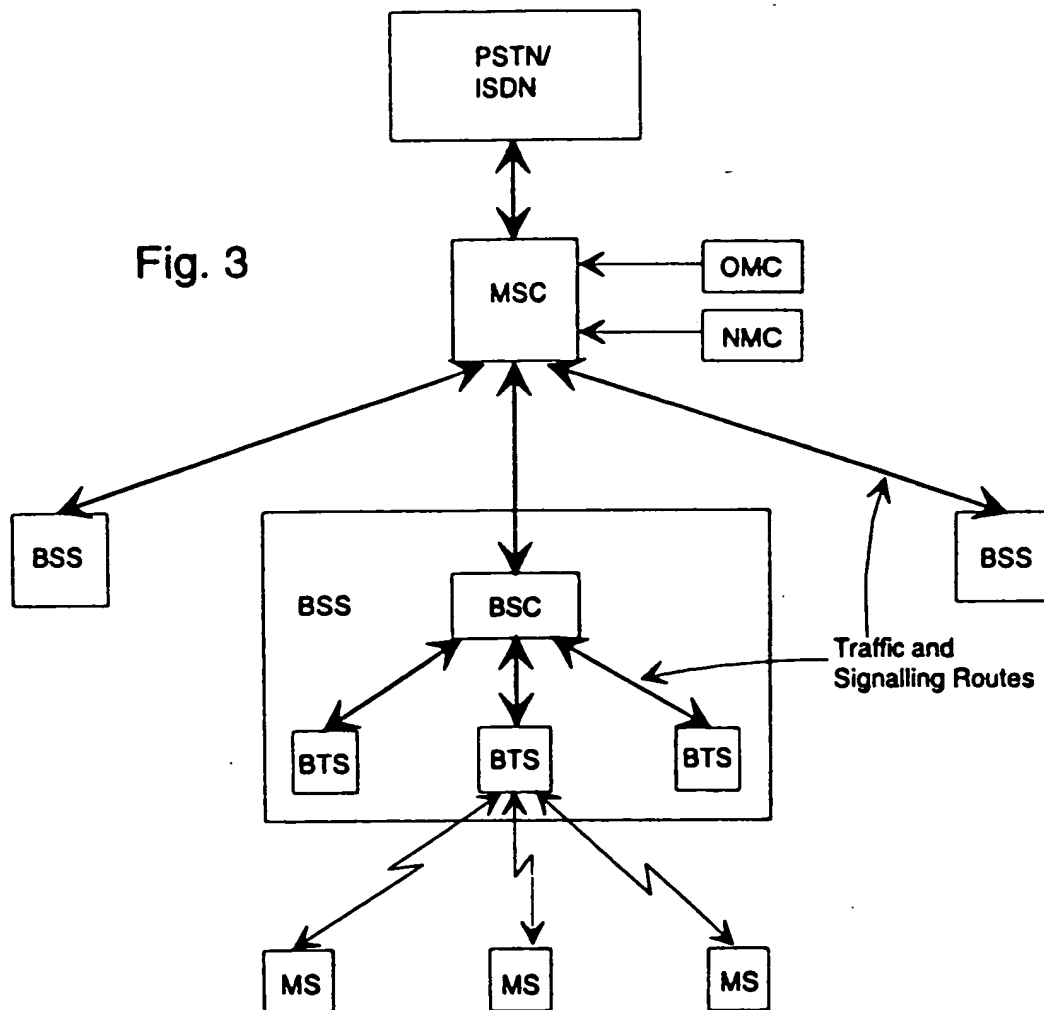 PSTN/
ISDN
Fig. 3
MSC
OMC
NMC
BSS
BSS
BSC
BSS
Traffic and
Signalling Routes
BTS
BTS
BTS
MS
MS
MS